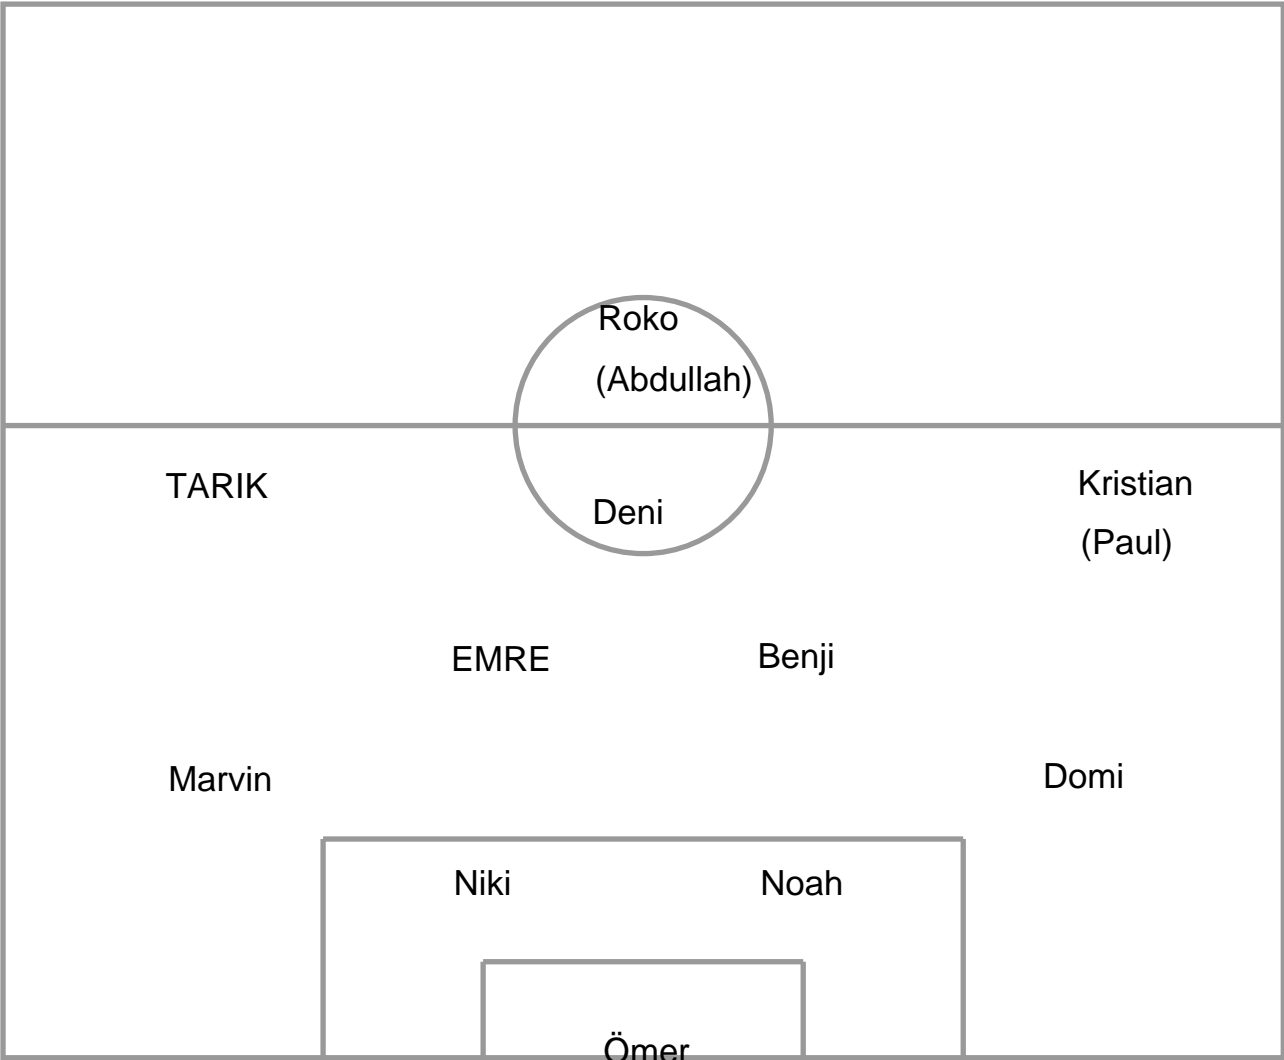 Roko
(Abdullah)
TARIK
Deni
Kristian
(Paul)
EMRE
Benji
Marvin
Domi
Niki
Noah
Ömer